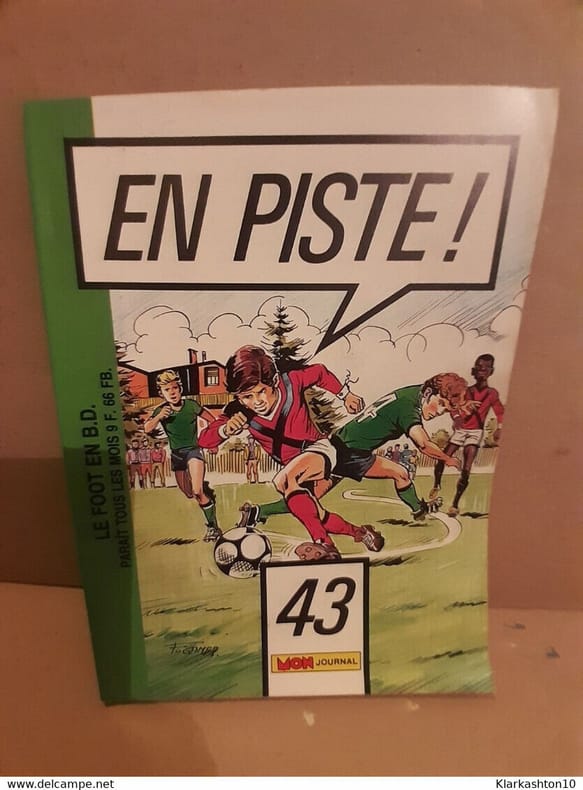 EN PISTE!
LE FOOT EN B.D.
PARAÎT TOUS LES MOIS 9 F. 66 FB.
4
43
MON JOURNAL
www.delcampe.net
Klarkashton10